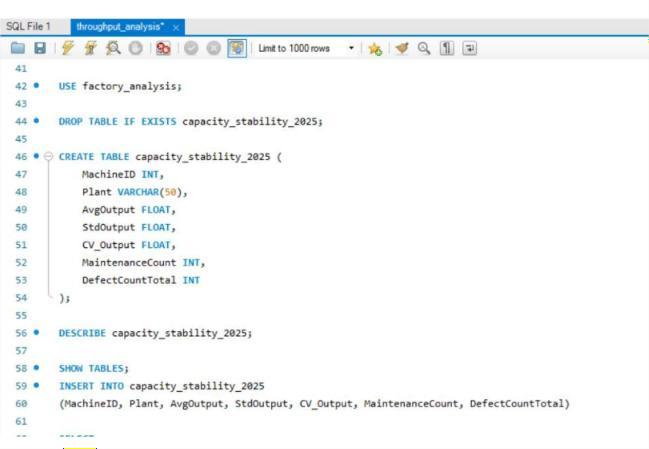 SQL File 1 throughput_analysis* ×
Limit to 1000 rows
41
42 USE factory_analysis;
43
44 DROP TABLE IF EXISTS capacity_stability_2025;
45
46 CREATE TABLE capacity_stability_2025 (
47 MachineID INT,
48 Plant VARCHAR(50),
49 AvgOutput FLOAT,
50 StdOutput FLOAT,
51 CV_Output FLOAT,
52 MaintenanceCount INT,
53 DefectCountTotal INT
54 );
55
56 DESCRIBE capacity_stability_2025;
57
58 SHOW TABLES;
59 INSERT INTO capacity_stability_2025
60 (MachineID, Plant, AvgOutput, StdOutput, CV_Output, MaintenanceCount, DefectCountTotal)
61